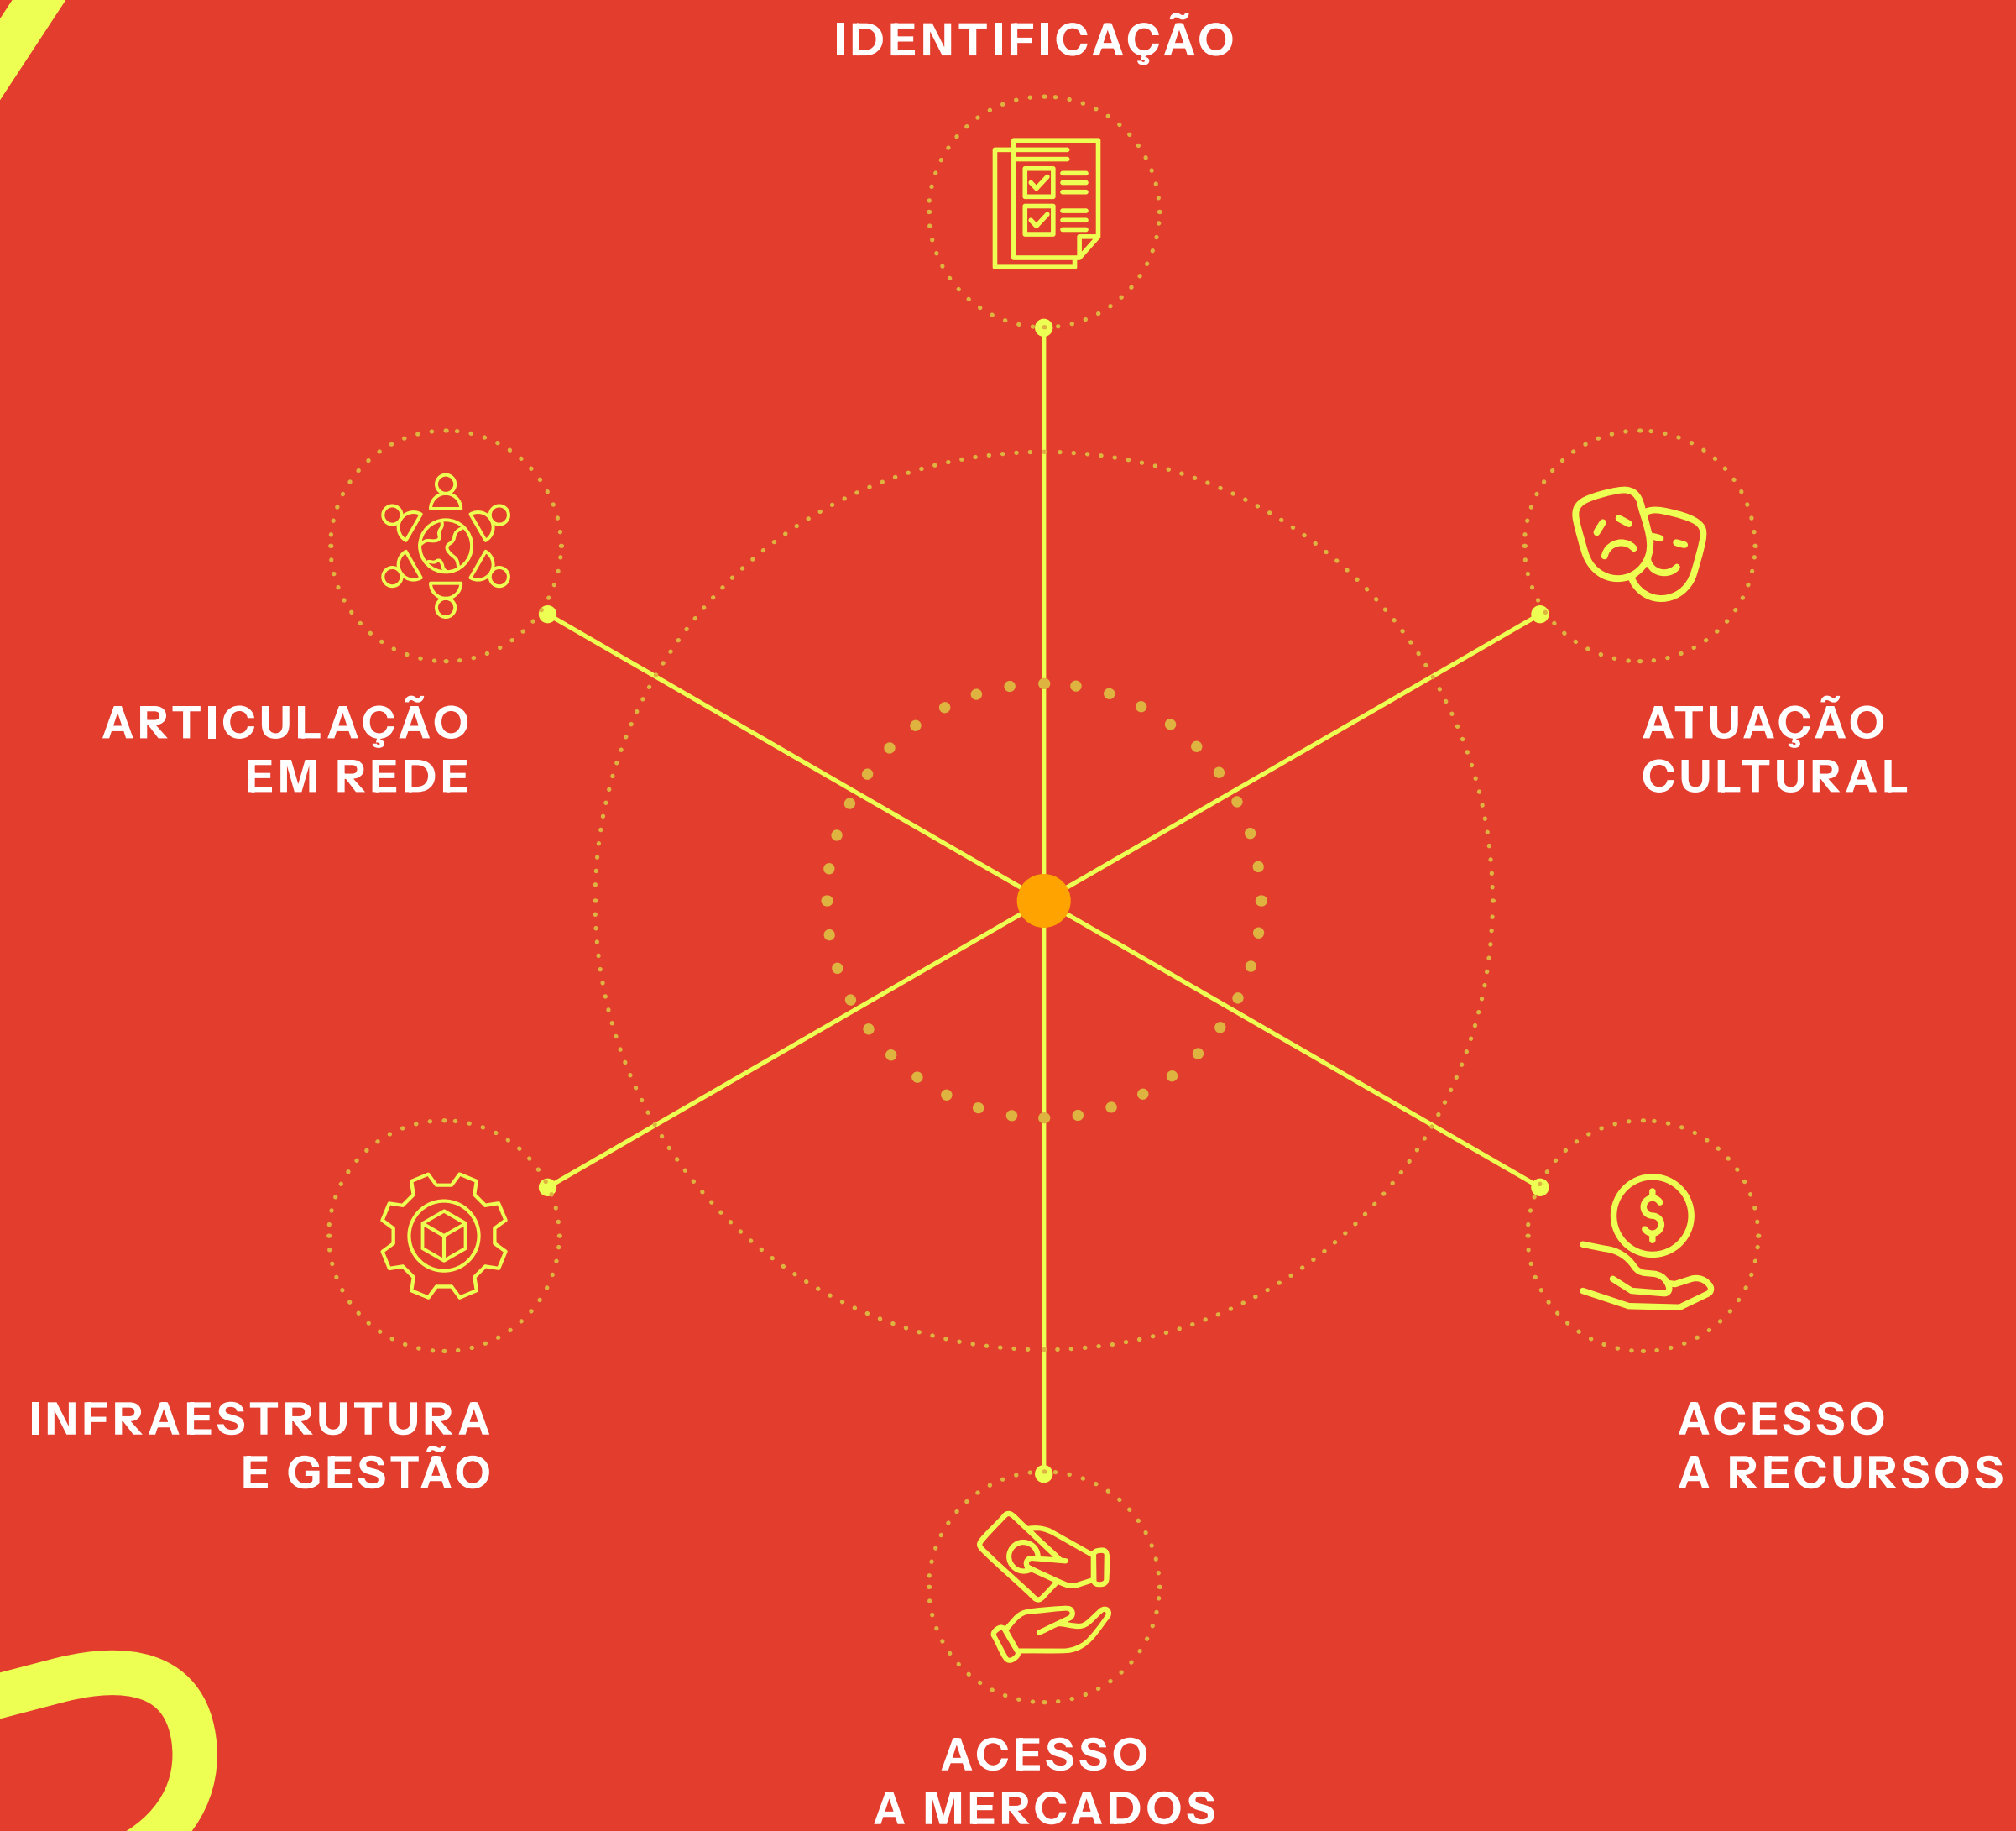 IDENTIFICAÇÃO
ARTICULAÇÃO
EM REDE
ATUAÇÃO
CULTURAL
INFRAESTRUTURA
E GESTÃO
ACESSO
A RECURSOS
ACESSO
A MERCADOS